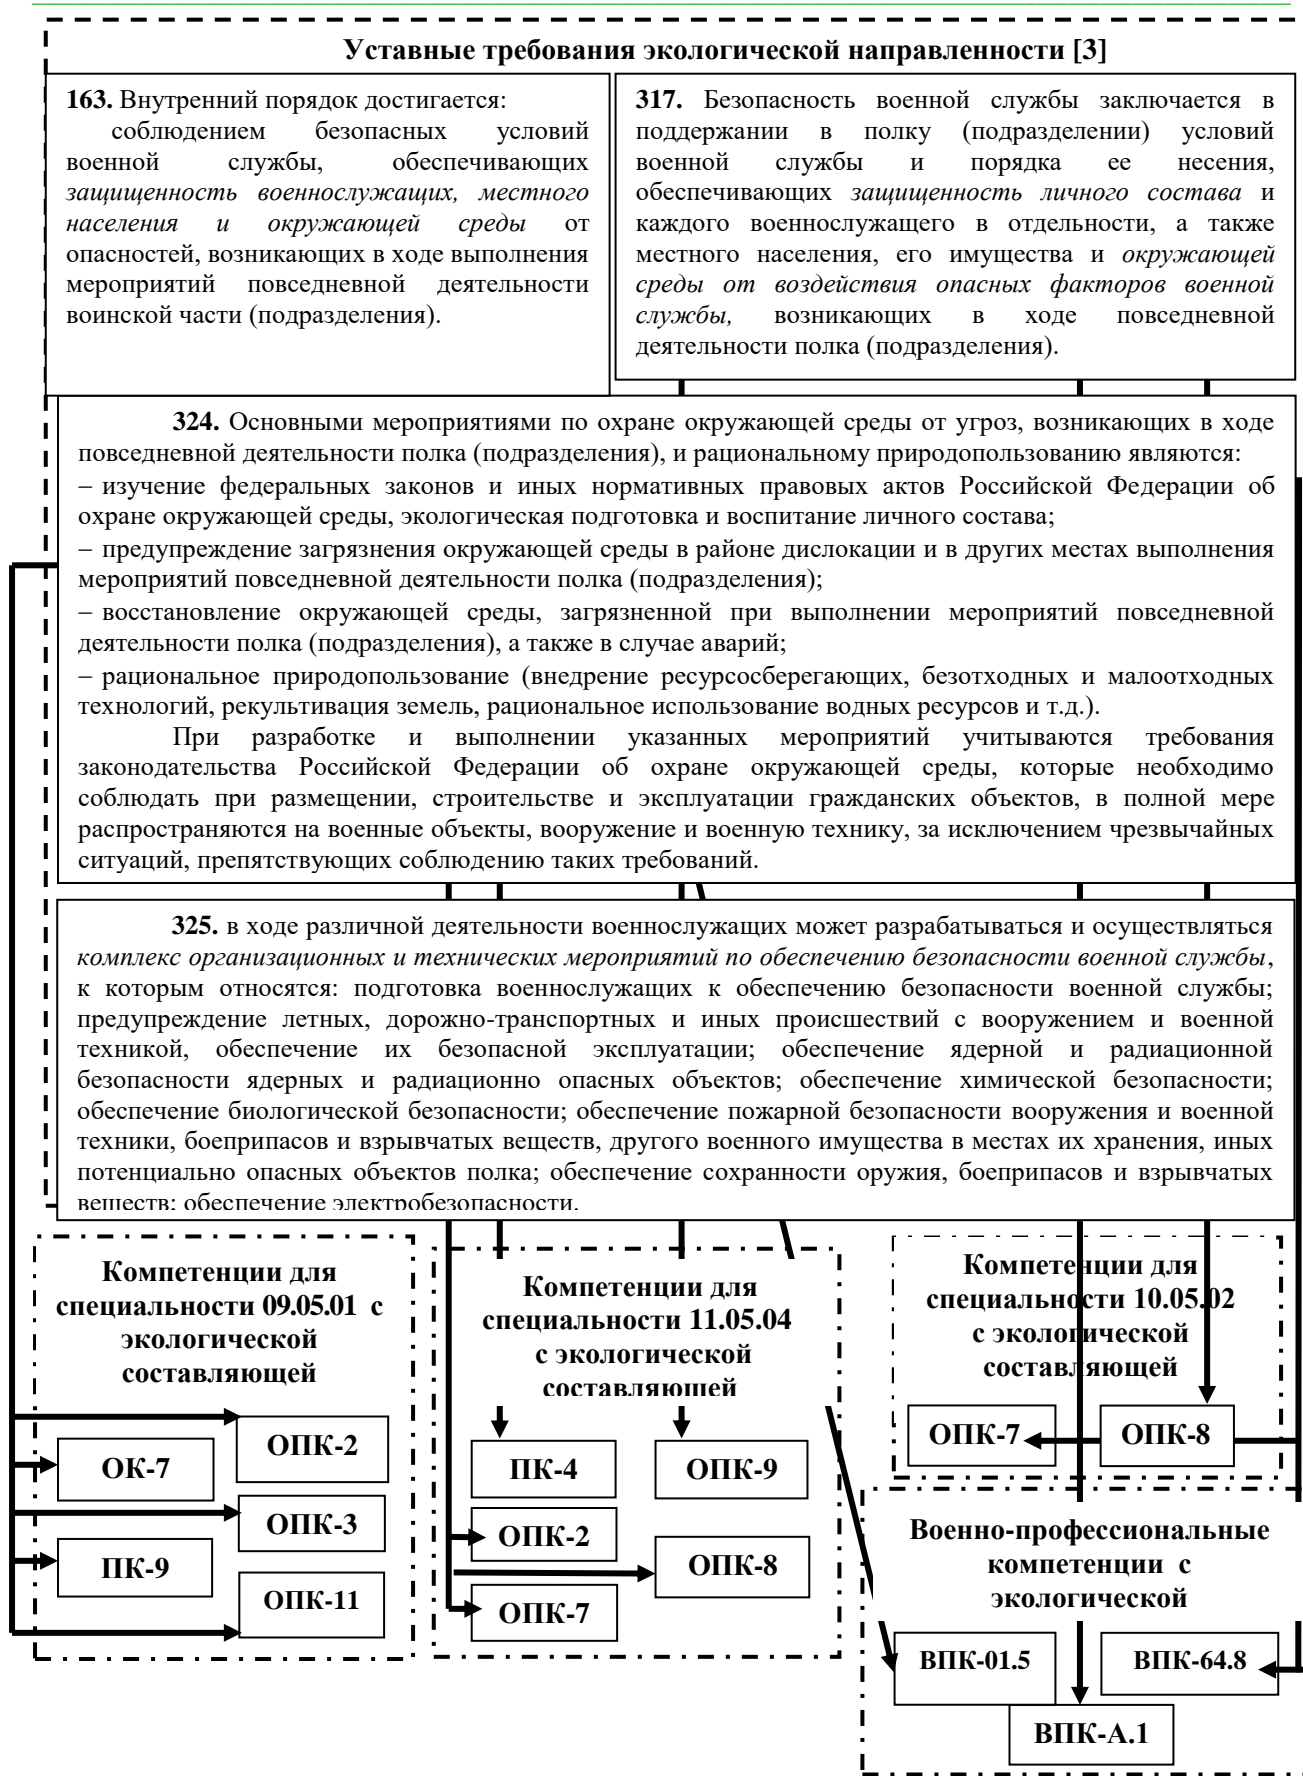 Уставные требования экологической направленности [3]
163. Внутренний порядок достигается:
соблюдением безопасных условий
военной службы, обеспечивающих
защищенность военнослужащих, местного
населения и окружающей среды от
опасностей, возникающих в ходе выполнения
мероприятий повседневной деятельности
воинской части (подразделения).
317. Безопасность военной службы заключается в
поддержании в полку (подразделении) условий
военной службы и порядка ее несения,
обеспечивающих защищенность личного состава и
каждого военнослужащего в отдельности, а также
местного населения, его имущества и окружающей
среды от воздействия опасных факторов военной
службы, возникающих в ходе повседневной
деятельности полка (подразделения).
324. Основными мероприятиями по охране окружающей среды от угроз, возникающих в ходе
повседневной деятельности полка (подразделения), и рациональному природопользованию являются:
– изучение федеральных законов и иных нормативных правовых актов Российской Федерации об
охране окружающей среды, экологическая подготовка и воспитание личного состава;
– предупреждение загрязнения окружающей среды в районе дислокации и в других местах выполнения
мероприятий повседневной деятельности полка (подразделения);
– восстановление окружающей среды, загрязненной при выполнении мероприятий повседневной
деятельности полка (подразделения), а также в случае аварий;
– рациональное природопользование (внедрение ресурсосберегающих, безотходных и малоотходных
технологий, рекультивация земель, рациональное использование водных ресурсов и т.д.).
При разработке и выполнении указанных мероприятий учитываются требования
законодательства Российской Федерации об охране окружающей среды, которые необходимо
соблюдать при размещении, строительстве и эксплуатации гражданских объектов, в полной мере
распространяются на военные объекты, вооружение и военную технику, за исключением чрезвычайных
ситуаций, препятствующих соблюдению таких требований.
325. в ходе различной деятельности военнослужащих может разрабатываться и осуществляться
комплекс организационных и технических мероприятий по обеспечению безопасности военной службы,
к которым относятся: подготовка военнослужащих к обеспечению безопасности военной службы;
предупреждение летных, дорожно-транспортных и иных происшествий с вооружением и военной
техникой, обеспечение их безопасной эксплуатации; обеспечение ядерной и радиационной
безопасности ядерных и радиационно опасных объектов; обеспечение химической безопасности;
обеспечение биологической безопасности; обеспечение пожарной безопасности вооружения и военной
техники, боеприпасов и взрывчатых веществ, другого военного имущества в местах их хранения, иных
потенциально опасных объектов полка; обеспечение сохранности оружия, боеприпасов и взрывчатых
веществ; обеспечение электробезопасности.
Компетенции для
специальности 09.05.01 с
экологической
составляющей
ОПК-2
ОК-7
ОПК-3
ПК-9
ОПК-11
Компетенции для
специальности 11.05.04
с экологической
составляющей
ПК-4
ОПК-9
ОПК-2
ОПК-8
ОПК-7
Компетенции для
специальности 10.05.02
с экологической
составляющей
ОПК-7
ОПК-8
Военно-профессиональные
компетенции с
экологической
ВПК-01.5
ВПК-64.8
ВПК-А.1